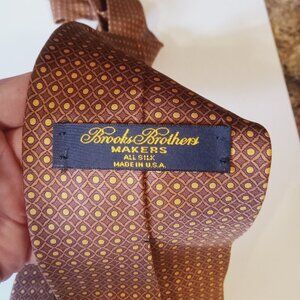 Brooks Brothers
MAKERS
ALL SILK
MADE IN U.S.A.